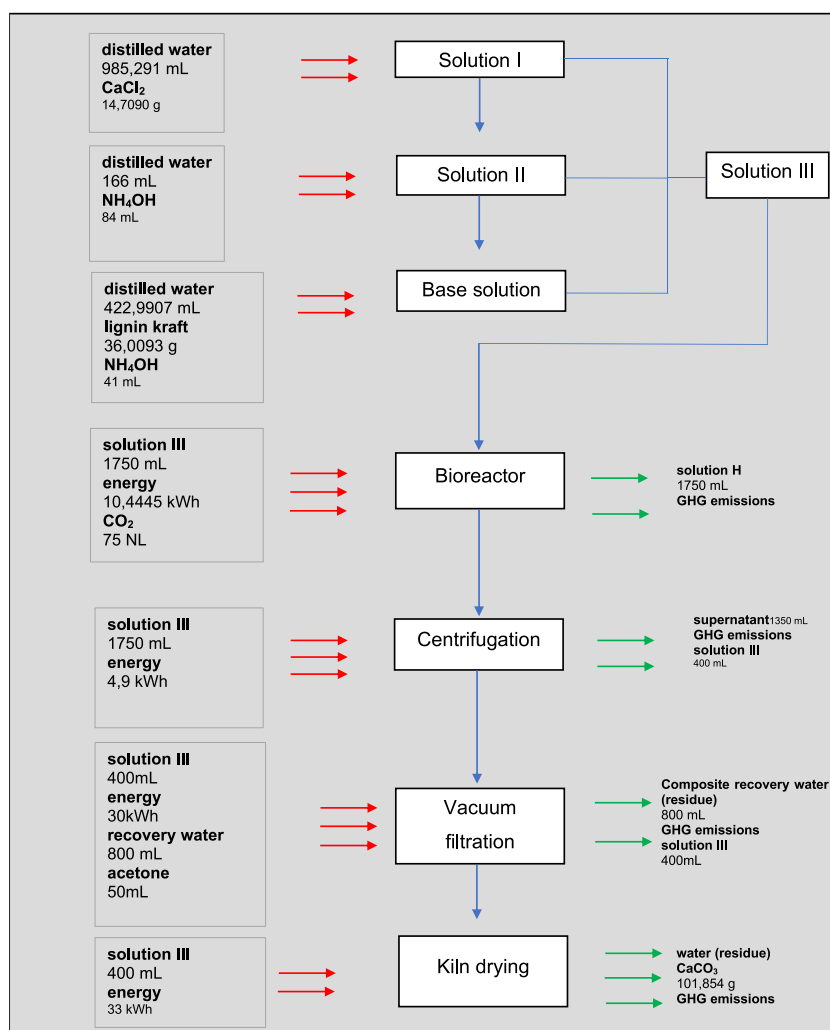 distilled water
985,291 mL
CaCl₂
14,7090 g
Solution I
distilled water
166 mL
NH₄OH
84 mL
Solution II
Solution III
distilled water
422,9907 mL
lignin kraft
36,0093 g
NH₄OH
41 mL
Base solution
solution III
1750 mL
energy
10,4445 kWh
CO₂
75 NL
Bioreactor
solution H
1750 mL
GHG emissions
solution III
1750 mL
energy
4,9 kWh
Centrifugation
supernatant1350 mL
GHG emissions
solution III
400 mL
solution III
400mL
energy
30kWh
recovery water
800 mL
acetone
50mL
Vacuum
filtration
Composite recovery water
(residue)
800 mL
GHG emissions
solution III
400mL
solution III
400 mL
energy
33 kWh
Kiln drying
water (residue)
CaCO₃
101,854 g
GHG emissions